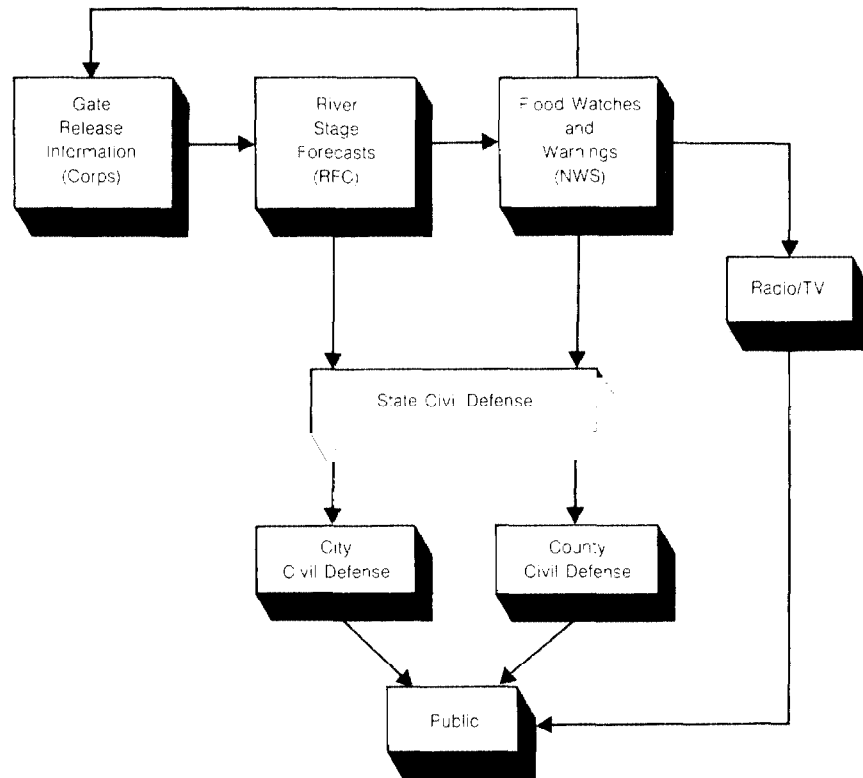 Gate
Release
Information
(Corps)
River
Stage
Forecasts
(RFC)
Flood Watches
and
Warnings
(NWS)
Radio/TV
State Civil Defense
City
Civil Defense
County
Civil Defense
Public